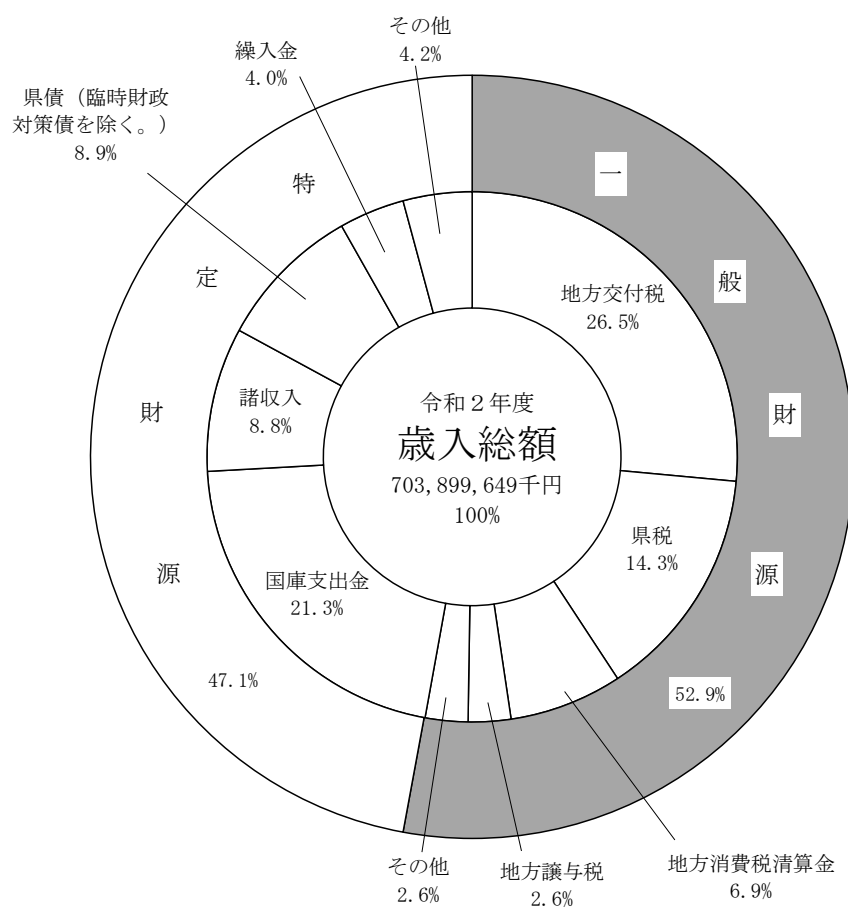 その他
4.2%
繰入金
4.0%
県債（臨時財政
対策債を除く。）
8.9%
特
定
財
源
47.1%
一
般
財
源
52.9%
地方交付税
26.5%
県税
14.3%
諸収入
8.8%
国庫支出金
21.3%
令和２年度
歳入総額
703,899,649千円
100%
その他
2.6%
地方譲与税
2.6%
地方消費税清算金
6.9%